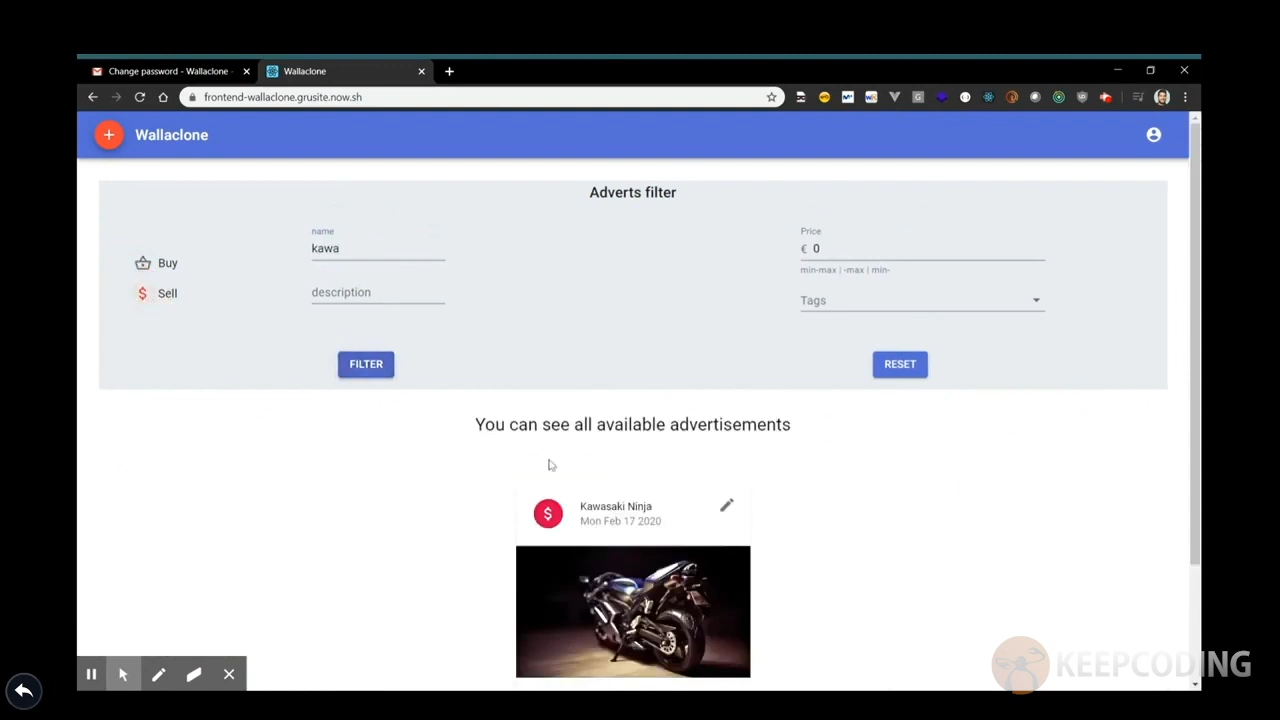 Change password - Wallaclone -
Wallaclone
frontend-wallaclone.grusite.now.sh
Wallaclone
Adverts filter
name
kawa
Price
€ 0
min-max | -max | min-
Buy
Sell
description
Tags
FILTER
RESET
You can see all available advertisements
$
Kawasaki Ninja
Mon Feb 17 2020
KEEPCODING